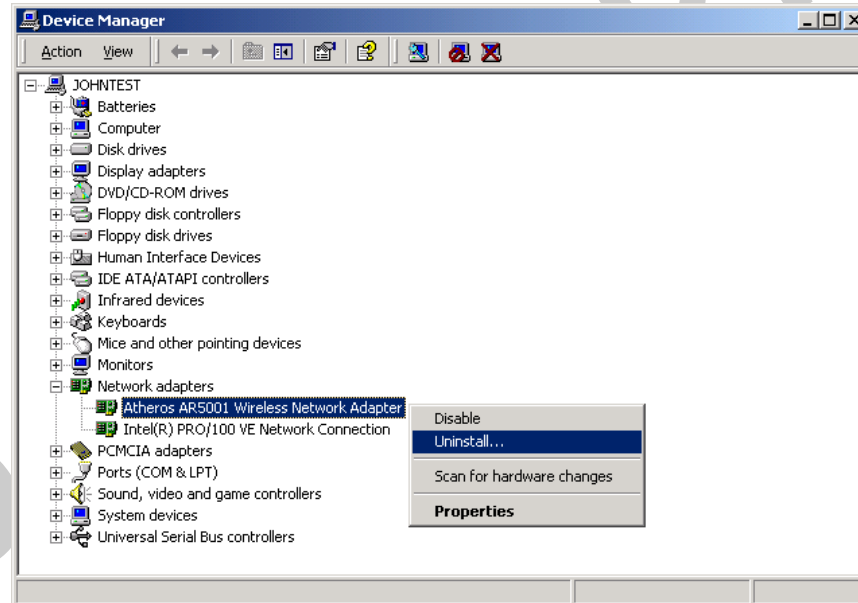 Device Manager
Action View
JOHNTEST
Batteries
Computer
Disk drives
Display adapters
DVD/CD-ROM drives
Floppy disk controllers
Floppy disk drives
Human Interface Devices
IDE ATA/ATAPI controllers
Infrared devices
Keyboards
Mice and other pointing devices
Monitors
Network adapters
Atheros AR5001 Wireless Network Adapter
Intel(R) PRO/100 VE Network Connection
PCMCIA adapters
Ports (COM & LPT)
Sound, video and game controllers
System devices
Universal Serial Bus controllers
Disable
Uninstall...
Scan for hardware changes
Properties